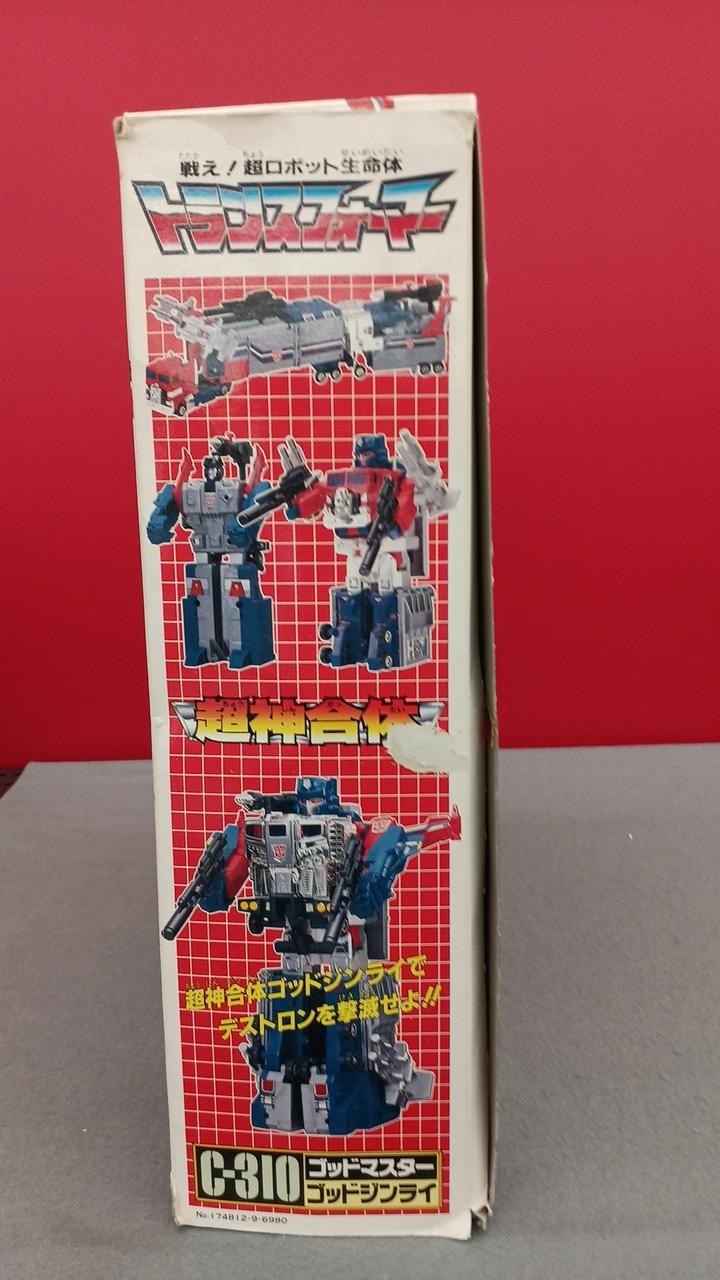 戦え！超ロボット生命体
トランスフォーマー
超神合体
超神合体ゴッドジンライで
デストロンを撃滅せよ!!
C-310
ゴッドマスター
ゴッドジンライ
No.174812-9-6980